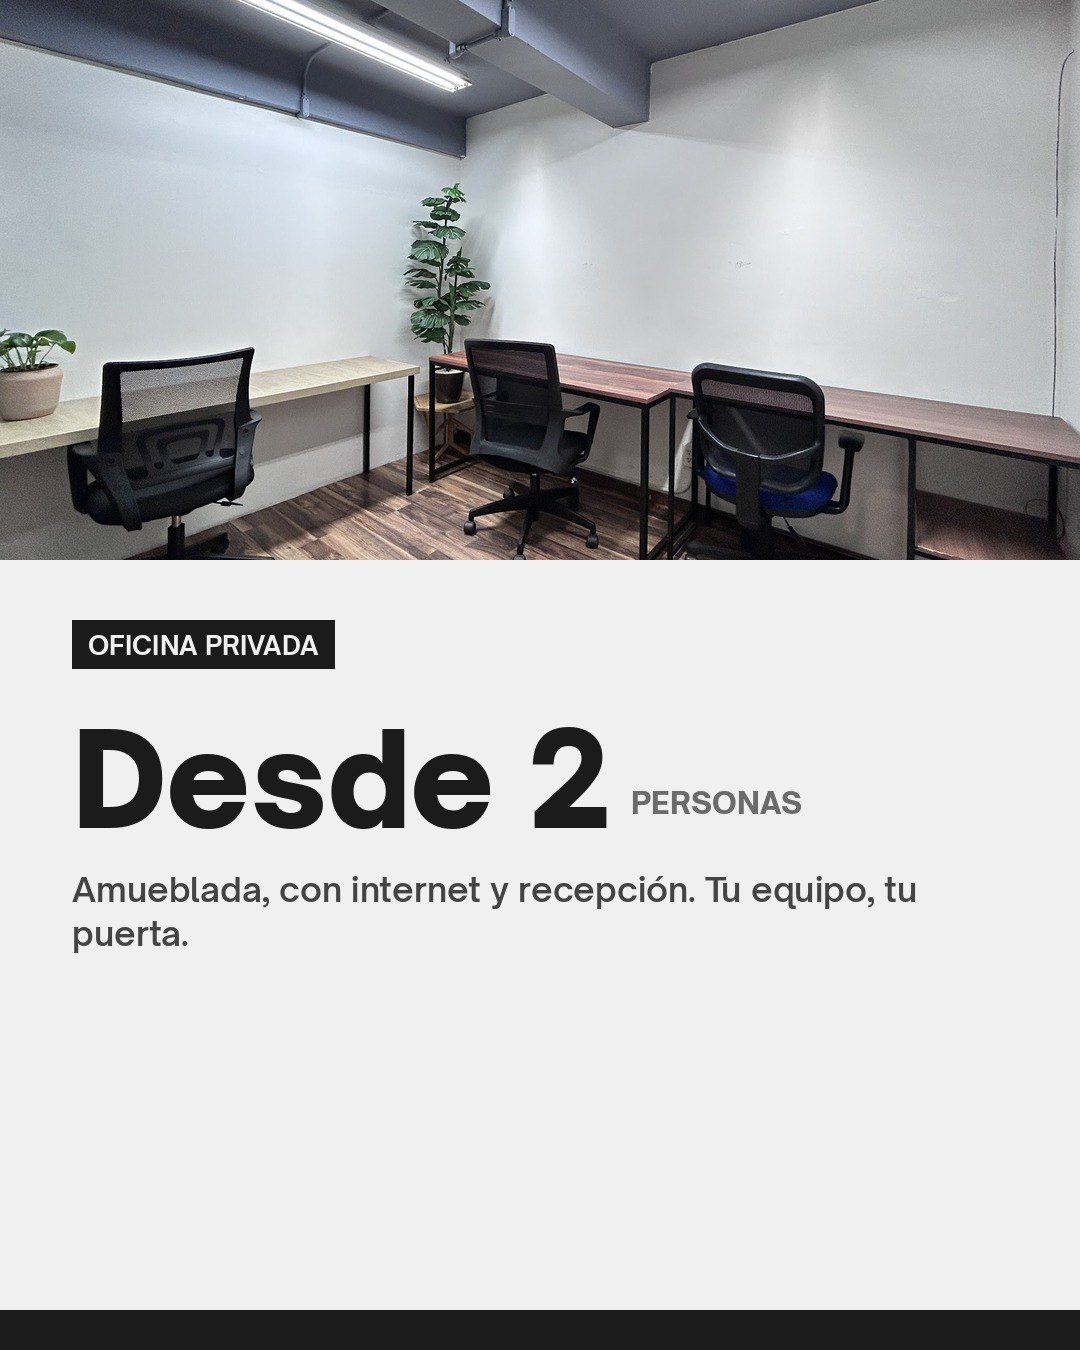 OFICINA PRIVADA
Desde 2 PERSONAS
Amueblada, con internet y recepción. Tu equipo, tu
puerta.